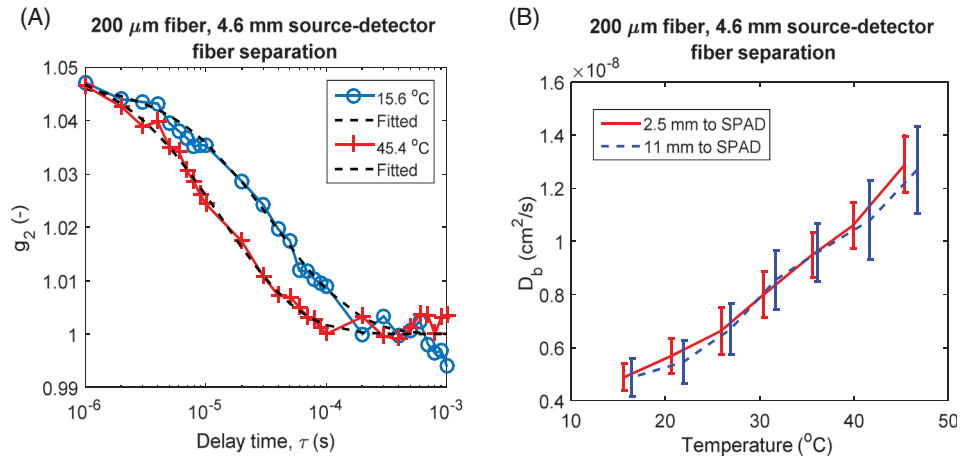 (A)
200 μm fiber, 4.6 mm source-detector
fiber separation
1.05
1.04
1.03
1.02
1.01
1
0.99
g₂ (-)
15.6 °C
Fitted
45.4 °C
Fitted
10⁻⁶
10⁻⁵
10⁻⁴
10⁻³
Delay time, τ (s)
(B)
200 μm fiber, 4.6 mm source-detector
fiber separation
×10⁻⁸
1.6
1.4
1.2
1
0.8
0.6
0.4
D_b (cm²/s)
2.5 mm to SPAD
11 mm to SPAD
10
20
30
40
50
Temperature (°C)